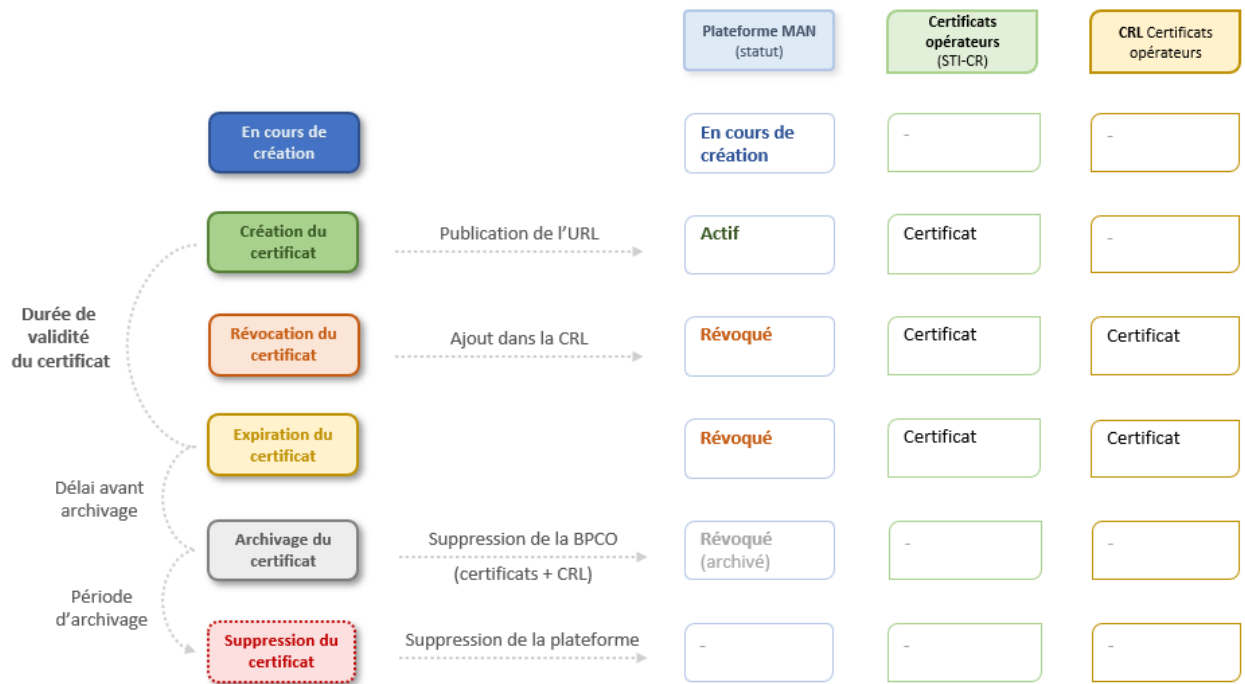 Plateforme MAN
(statut)
Certificats
opérateurs
(STI-CR)
CRL Certificats
opérateurs
En cours de
création
En cours de
création
-
-
Création du
certificat
Publication de l'URL
Actif
Certificat
-
Durée de
validité
du certificat
Révocation du
certificat
Ajout dans la CRL
Révoqué
Certificat
Certificat
Expiration du
certificat
Révoqué
Certificat
Certificat
Délai avant
archivage
Archivage du
certificat
Suppression de la BPCO
(certificats + CRL)
Révoqué
(archivé)
-
-
Période
d'archivage
Suppression du
certificat
Suppression de la plateforme
-
-
-